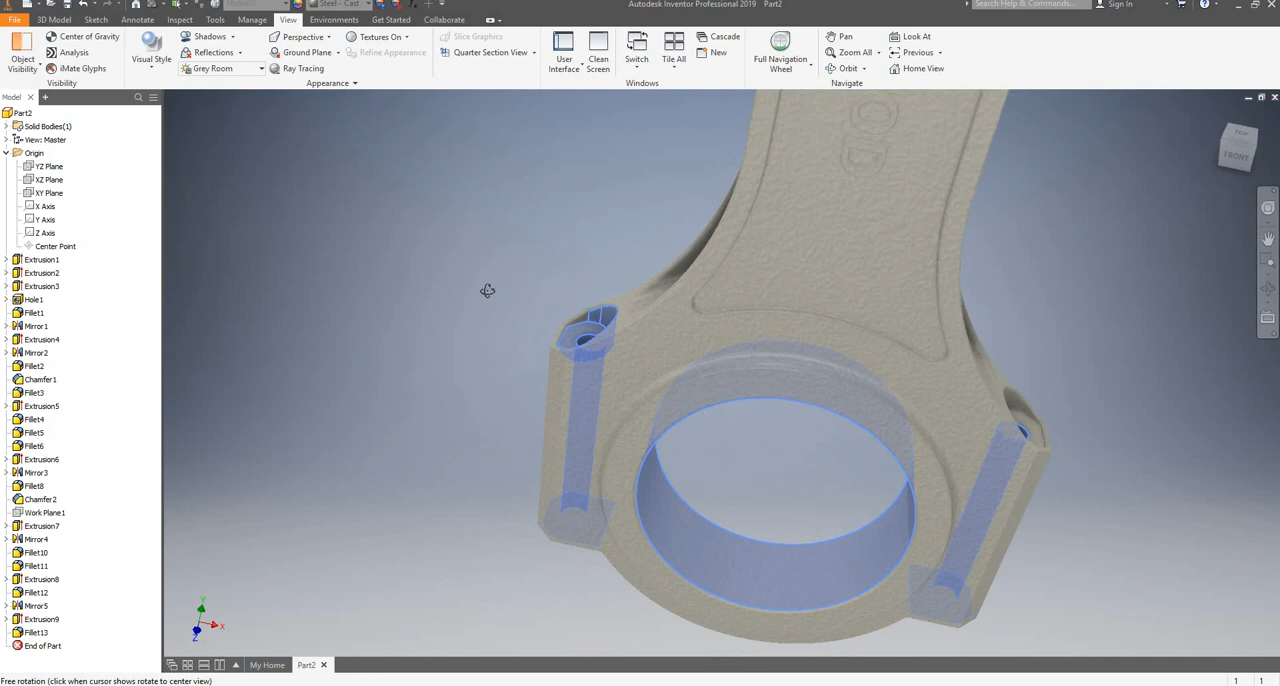 Material
Steel - Cast
Autodesk Inventor Professional 2019 Part2
Search Help & Commands...
Sign In
File
3D Model
Sketch
Annotate
Inspect
Tools
Manage
View
Environments
Get Started
Collaborate
Object
Visibility
Center of Gravity
Analysis
iMate Glyphs
Visibility
Visual Style
Shadows
Reflections
Grey Room
Perspective
Ground Plane
Ray Tracing
Textures On
Refine Appearance
Appearance
Slice Graphics
Quarter Section View
User
Interface
Clean
Screen
Switch
Tile All
Cascade
New
Windows
Full Navigation
Wheel
Pan
Zoom All
Orbit
Look At
Previous
Home View
Navigate
Model
Part2
Solid Bodies(1)
View: Master
Origin
YZ Plane
XZ Plane
XY Plane
X Axis
Y Axis
Z Axis
Center Point
Extrusion1
Extrusion2
Extrusion3
Hole1
Fillet1
Mirror1
Extrusion4
Mirror2
Fillet2
Chamfer1
Fillet3
Extrusion5
Fillet4
Fillet5
Fillet6
Extrusion6
Mirror3
Fillet8
Chamfer2
Work Plane1
Extrusion7
Mirror4
Fillet10
Fillet11
Extrusion8
Fillet12
Mirror5
Extrusion9
Fillet13
End of Part
FRONT
Y
X
Z
My Home
Part2
Free rotation (click when cursor shows rotate to center view)
1
1